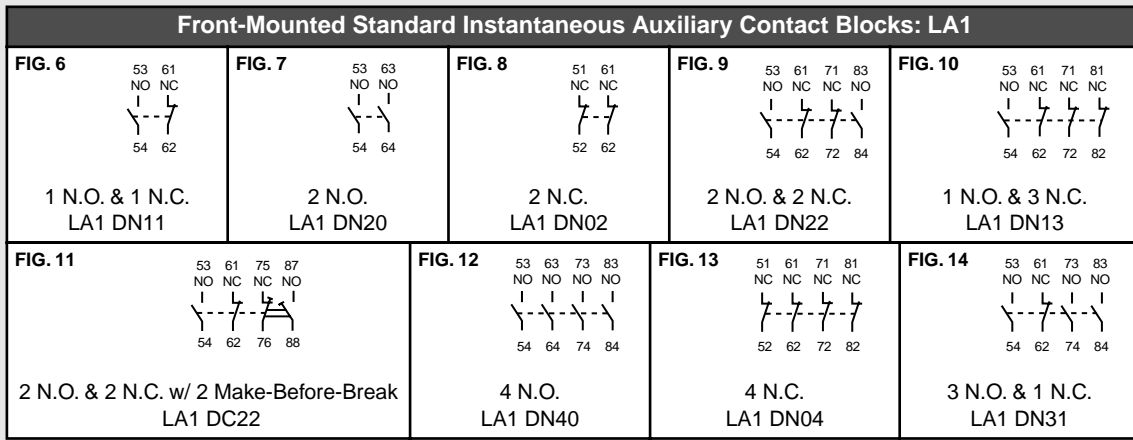 Front-Mounted Standard Instantaneous Auxiliary Contact Blocks: LA1
FIG. 6
53 61
NO NC
54 62
1 N.O. & 1 N.C.
LA1 DN11
FIG. 7
53 63
NO NO
54 64
2 N.O.
LA1 DN20
FIG. 8
51 61
NC NC
52 62
2 N.C.
LA1 DN02
FIG. 9
53 61 71 83
NO NC NC NO
54 62 72 84
2 N.O. & 2 N.C.
LA1 DN22
FIG. 10
53 61 71 81
NO NC NC NC
54 62 72 82
1 N.O. & 3 N.C.
LA1 DN13
FIG. 11
53 61 75 87
NO NC NC NO
54 62 76 88
2 N.O. & 2 N.C. w/ 2 Make-Before-Break
LA1 DC22
FIG. 12
53 63 73 83
NO NO NO NO
54 64 74 84
4 N.O.
LA1 DN40
FIG. 13
51 61 71 81
NC NC NC NC
52 62 72 82
4 N.C.
LA1 DN04
FIG. 14
53 61 73 83
NO NC NO NO
54 62 74 84
3 N.O. & 1 N.C.
LA1 DN31